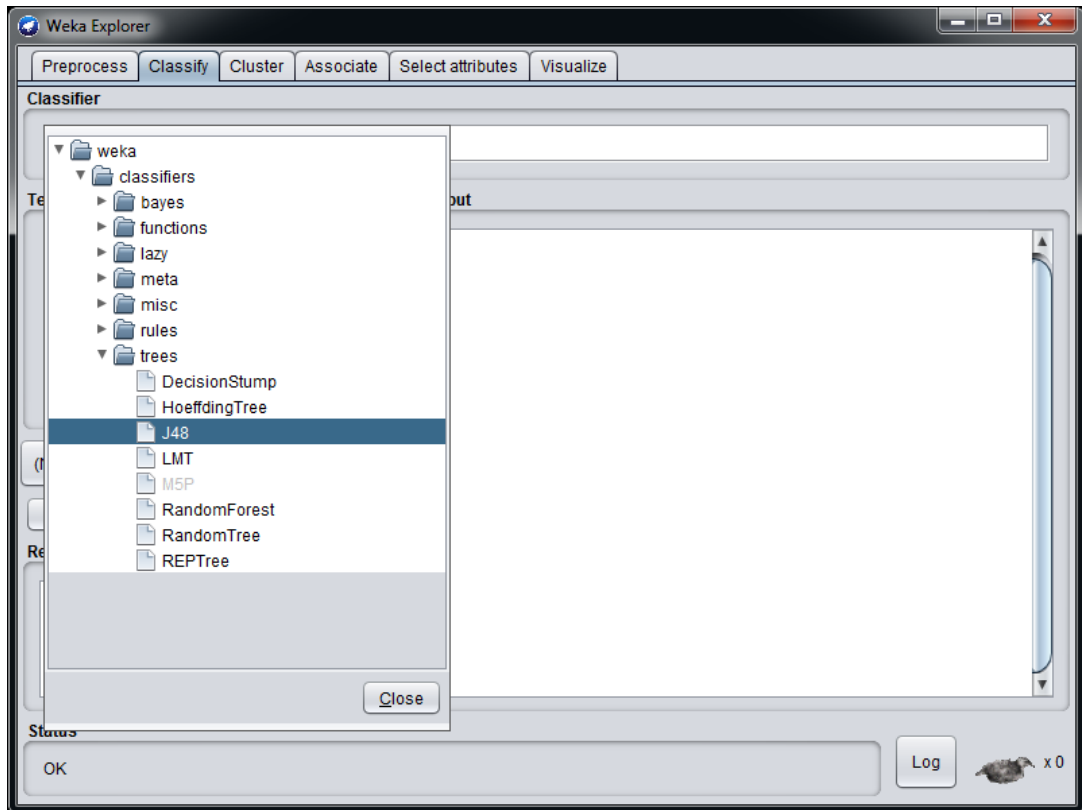 Weka Explorer
Preprocess Classify Cluster Associate Select attributes Visualize
Classifier
weka
classifiers
bayes
functions
lazy
meta
misc
rules
trees
DecisionStump
HoeffdingTree
J48
LMT
M5P
RandomForest
RandomTree
REPTree
Close
Status
OK
Log
x 0